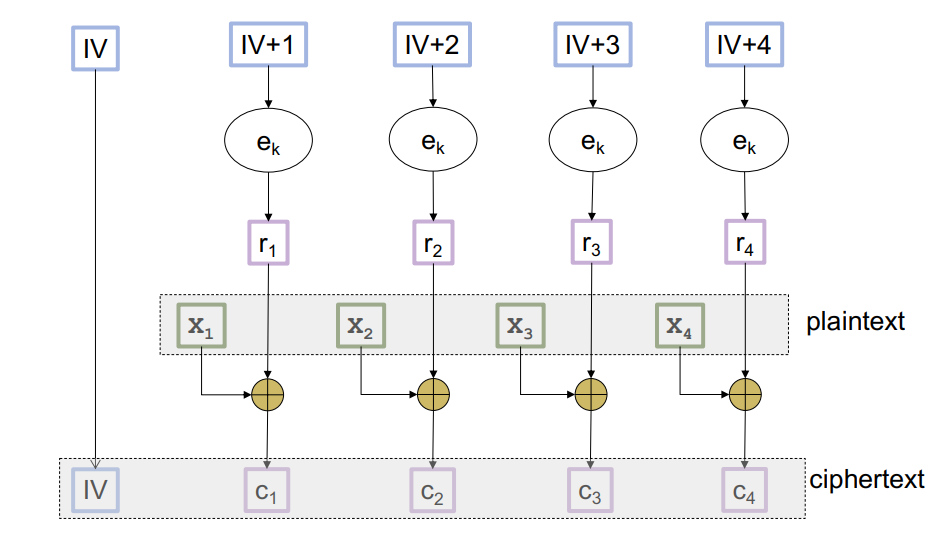 IV IV+1 IV+2 IV+3 IV+4
e_k e_k e_k e_k
r_1 r_2 r_3 r_4
x_1 x_2 x_3 x_4 plaintext
IV c_1 c_2 c_3 c_4 ciphertext